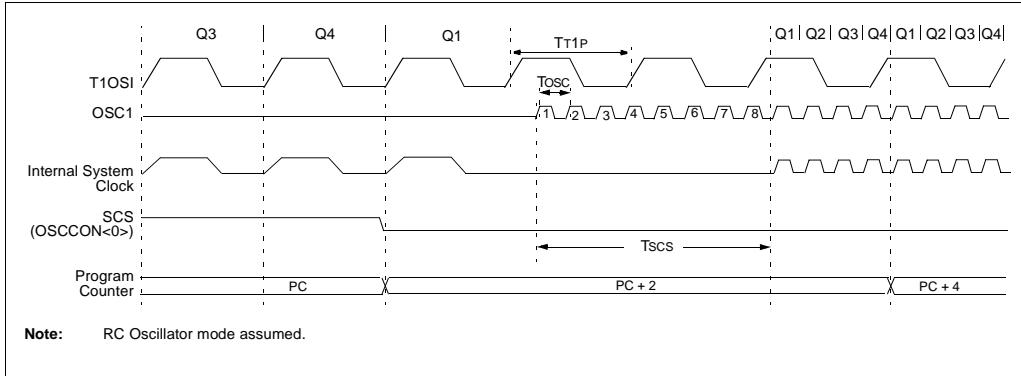 Q3 Q4 Q1 Q1 Q2 Q3 Q4 Q1 Q2 Q3 Q4
TT1P
T1OSI
TOSC
OSC1
1 2 3 4 5 6 7 8
Internal System
Clock
SCS
(OSCCON<0>)
TSCS
Program
Counter
PC PC + 2 PC + 4
Note: RC Oscillator mode assumed.